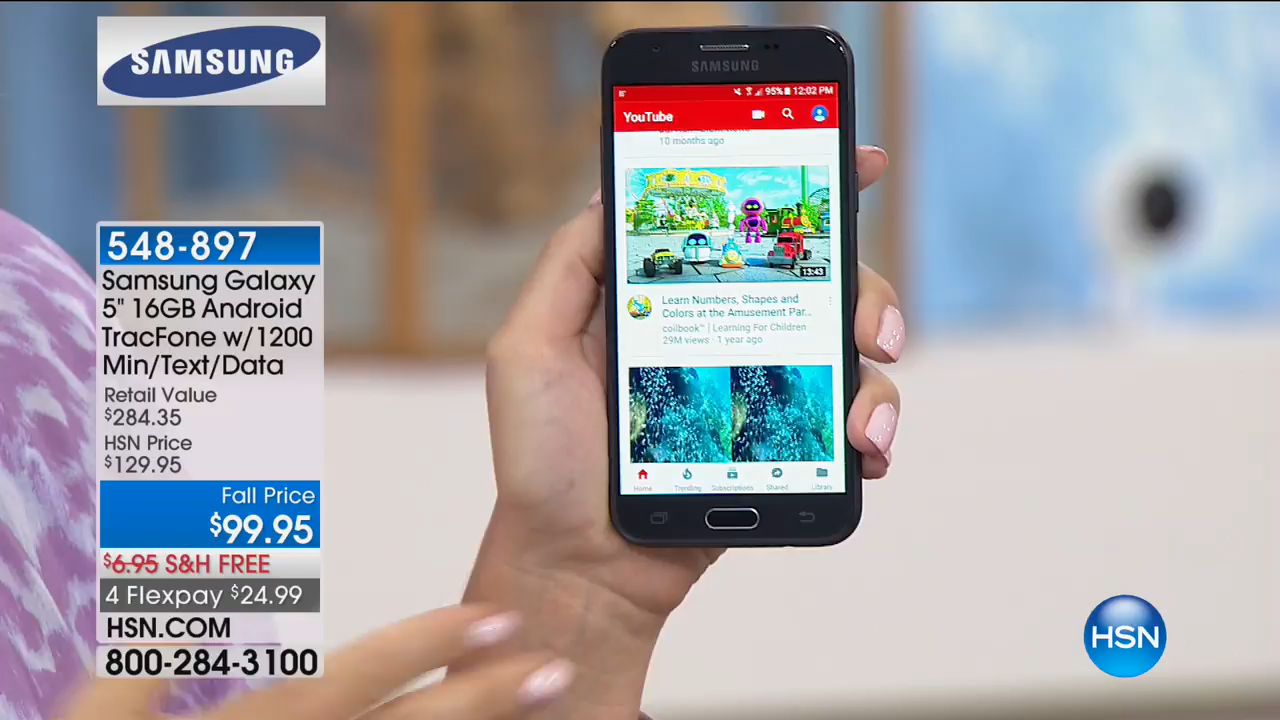 SAMSUNG
548-897
Samsung Galaxy
5" 16GB Android
TracFone w/1200
Min/Text/Data
Retail Value
$284.35
HSN Price
$129.95
Fall Price
$99.95
$6.95 S&H FREE
4 Flexpay $24.99
HSN.COM
800-284-3100
SAMSUNG
95% 12:02 PM
YouTube
10 months ago
13:43
Learn Numbers, Shapes and
Colors at the Amusement Par...
coilbook™ | Learning For Children
29M views · 1 year ago
Home Trending Subscriptions Shared Library
HSN